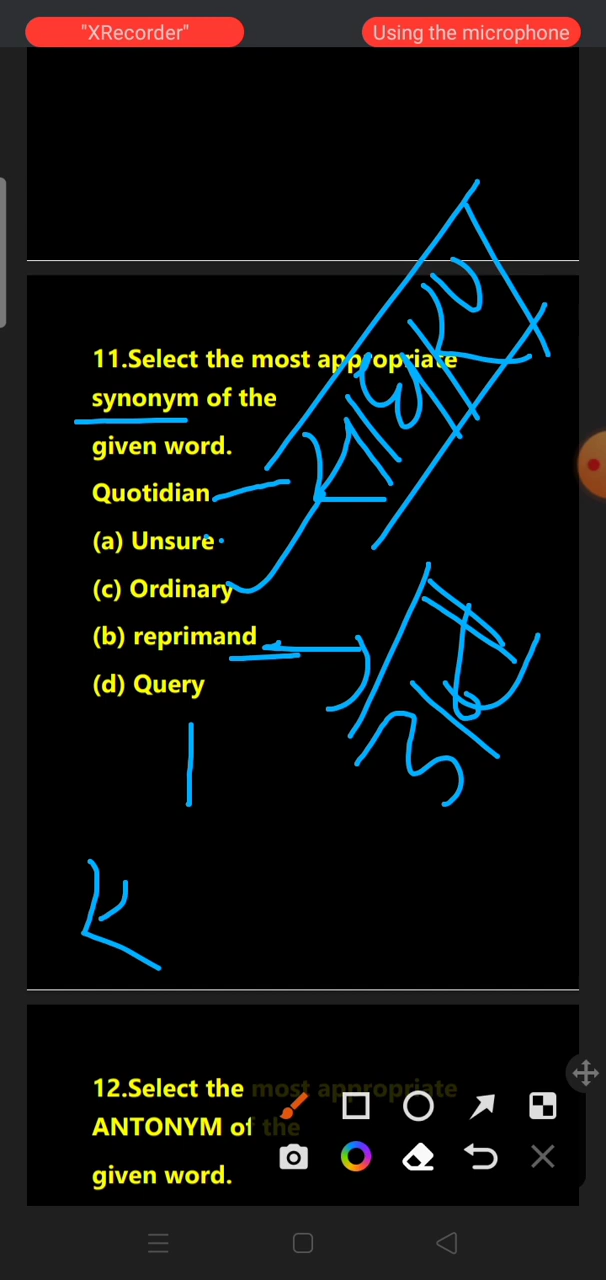 "XRecorder"
Using the microphone
11.Select the most appropriate
synonym of the
given word.
Quotidian
(a) Unsure
(c) Ordinary
(b) reprimand
(d) Query
12.Select the most appropriate
ANTONYM of the
given word.